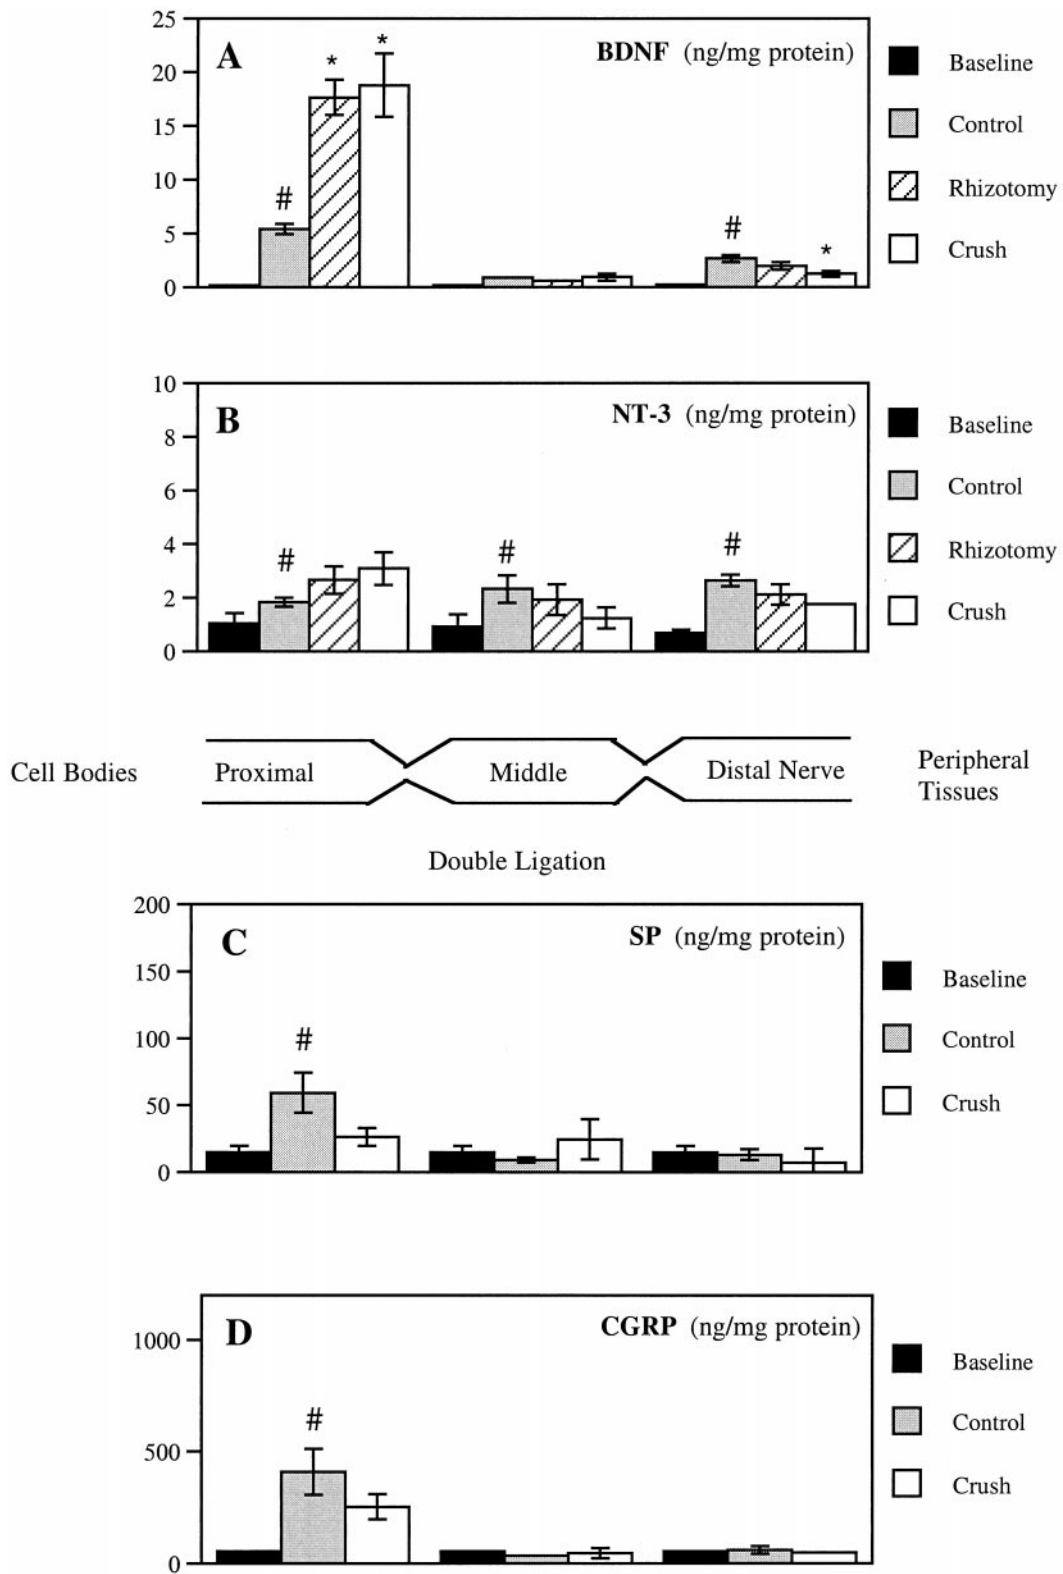 25
20
15
10
5
0
A
BDNF (ng/mg protein)
#
*
*
#
*
Baseline
Control
Rhizotomy
Crush
10
8
6
4
2
0
B
NT-3 (ng/mg protein)
#
#
#
Baseline
Control
Rhizotomy
Crush
Cell Bodies
Proximal
Middle
Distal Nerve
Peripheral
Tissues
Double Ligation
200
150
100
50
0
C
SP (ng/mg protein)
#
Baseline
Control
Crush
1000
500
0
D
CGRP (ng/mg protein)
#
Baseline
Control
Crush